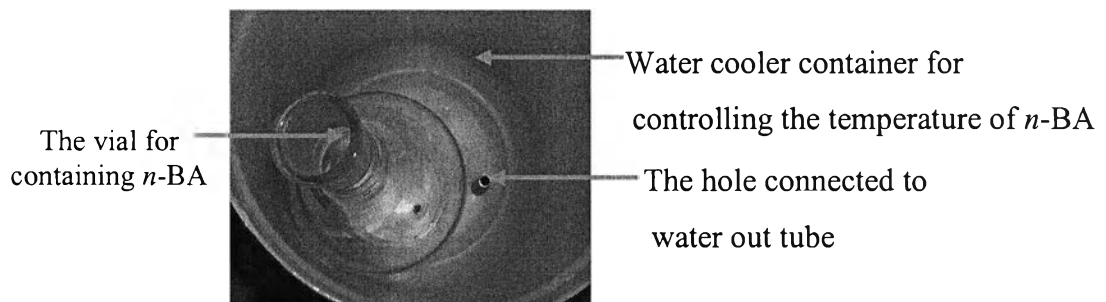 Water cooler container for
controlling the temperature of n-BA
The vial for
containing n-BA
The hole connected to
water out tube